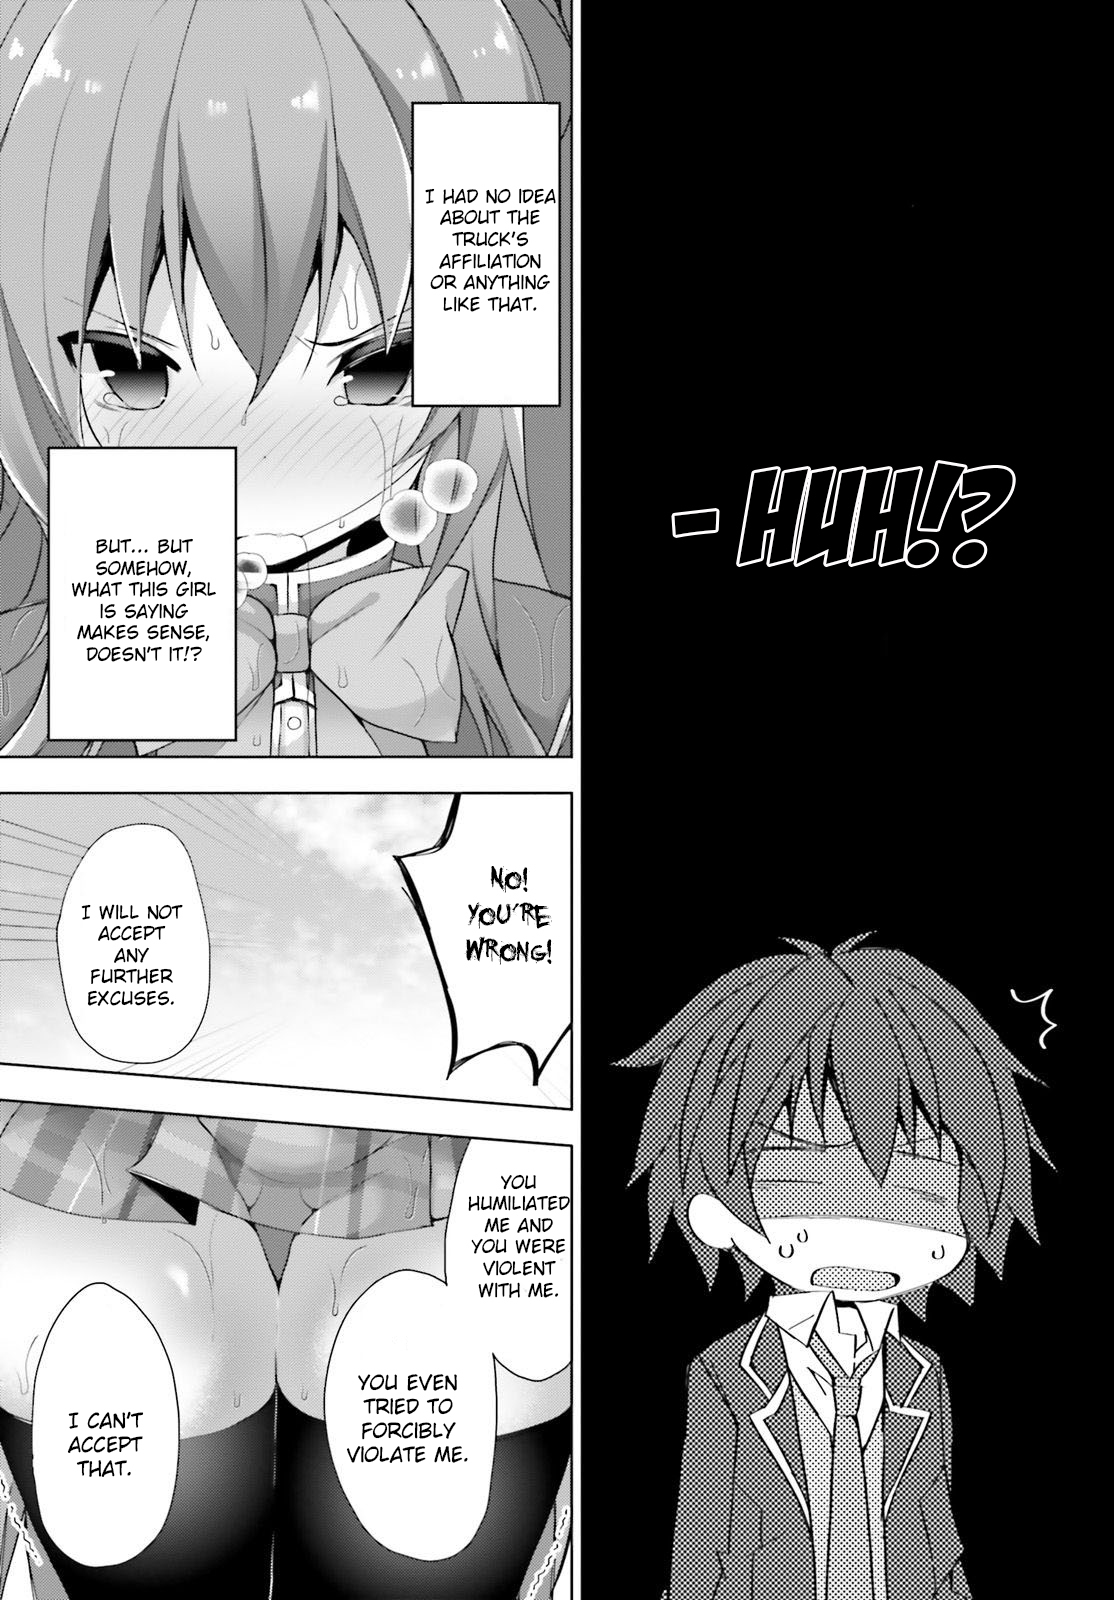 - HUH!?
I HAD NO IDEA
ABOUT THE
TRUCK'S
AFFILIATION
OR ANYTHING
LIKE THAT.
BUT... BUT
SOMEHOW,
WHAT THIS GIRL
IS SAYING
MAKES SENSE,
DOESN'T IT!?
NO!
YOU'RE
WRONG!
I WILL NOT
ACCEPT
ANY
FURTHER
EXCUSES.
YOU
HUMILIATED
ME AND
YOU WERE
VIOLENT
WITH ME.
YOU EVEN
TRIED TO
FORCIBLY
VIOLATE ME.
I CAN'T
ACCEPT
THAT.